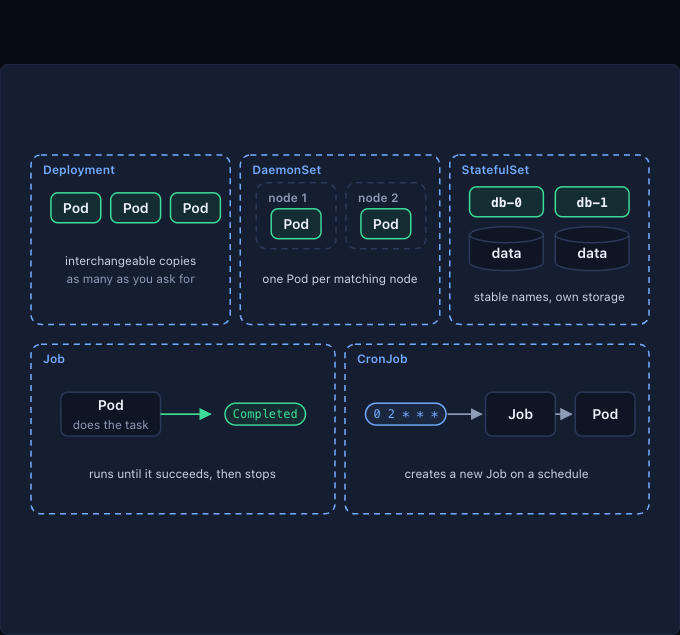 Deployment
Pod Pod Pod
interchangeable copies
as many as you ask for
DaemonSet
node 1 node 2
Pod Pod
one Pod per matching node
StatefulSet
db-0 db-1
data data
stable names, own storage
Job
Pod
does the task
Completed
runs until it succeeds, then stops
CronJob
0 2 * * *
Job
Pod
creates a new Job on a schedule